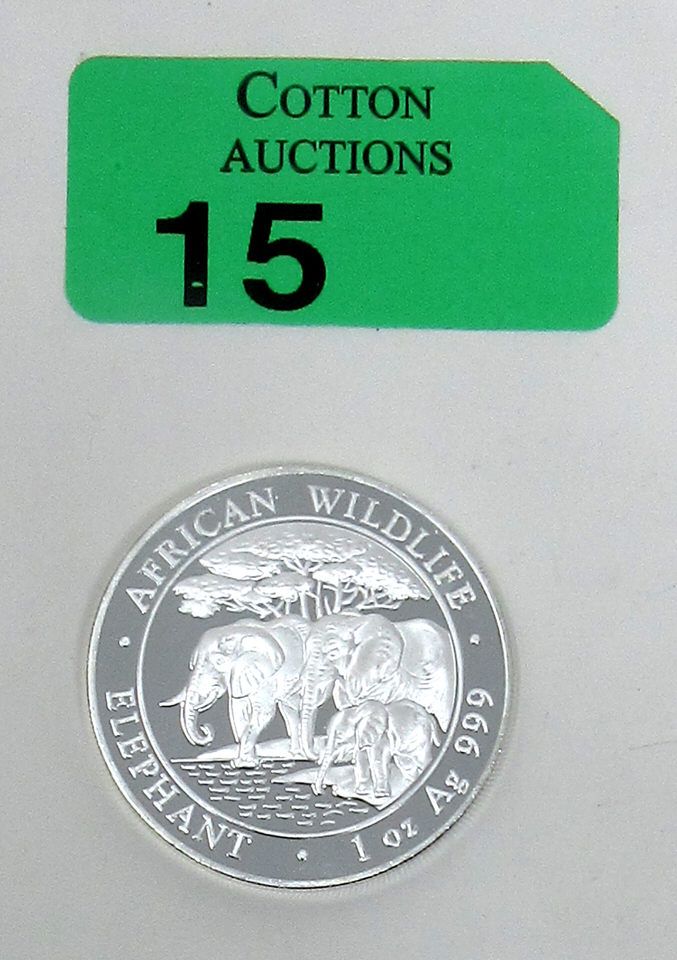 COTTON
AUCTIONS
15
AFRICAN WILDLIFE
ELEPHANT • 1 oz Ag 999